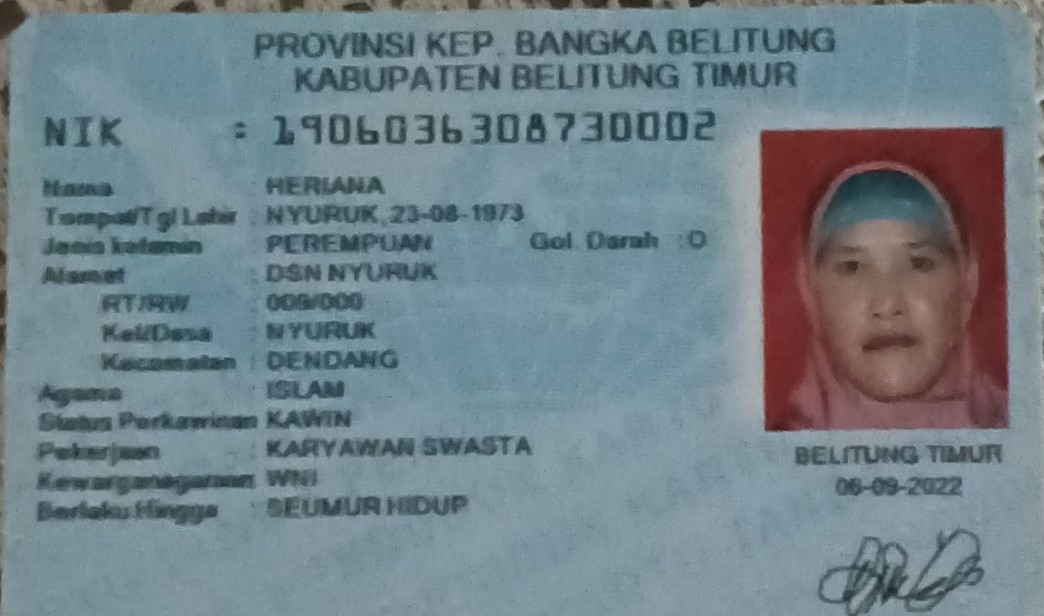 PROVINSI KEP. BANGKA BELITUNG
KABUPATEN BELITUNG TIMUR
NIK : 1906036308730002
Nama : HERIANA
Tempat/Tgl Lahir : NYURUK, 23-08-1973
Jenis kelamin : PEREMPUAN Gol. Darah : O
Alamat : DSN NYURUK
RT/RW : 009/000
Kel/Desa : NYURUK
Kecamatan : DENDANG
Agama : ISLAM
Status Perkawinan: KAWIN
Pekerjaan : KARYAWAN SWASTA
Kewarganegaraan: WNI
Berlaku Hingga : SEUMUR HIDUP
BELITUNG TIMUR
06-09-2022